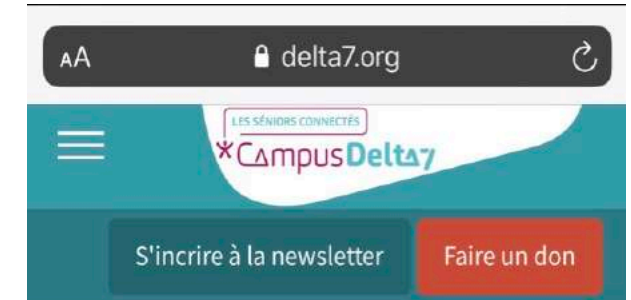 AA delta7.org
LES SÉNIORS CONNECTÉS
CampusDelta7
S'incrire à la newsletter Faire un don